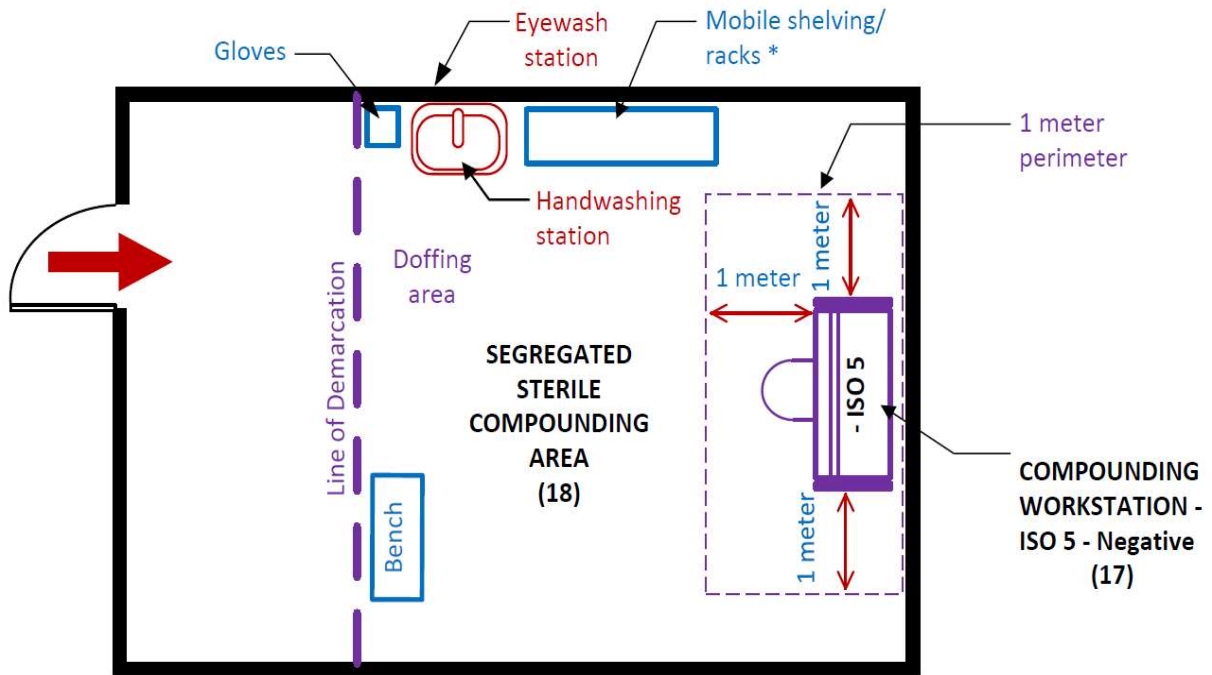 Gloves
Eyewash
station
Mobile shelving/
racks *
1 meter
perimeter
Handwashing
station
Doffing
area
Line of Demarcation
1 meter
1 meter
SEGREGATED
STERILE
COMPOUNDING
AREA
(18)
- ISO 5
Bench
1 meter
COMPOUNDING
WORKSTATION -
ISO 5 - Negative
(17)